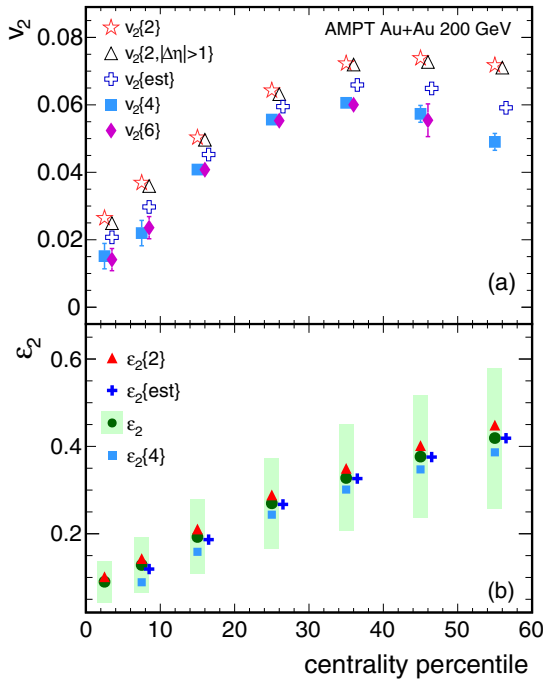 v₂
AMPT Au+Au 200 GeV
v₂{2}
v₂{2,|Δη|>1}
v₂{est}
v₂{4}
v₂{6}
0.08
0.06
0.04
0.02
0
(a)
ε₂
ε₂{2}
ε₂{est}
ε₂
ε₂{4}
0.6
0.4
0.2
(b)
0 10 20 30 40 50 60
centrality percentile